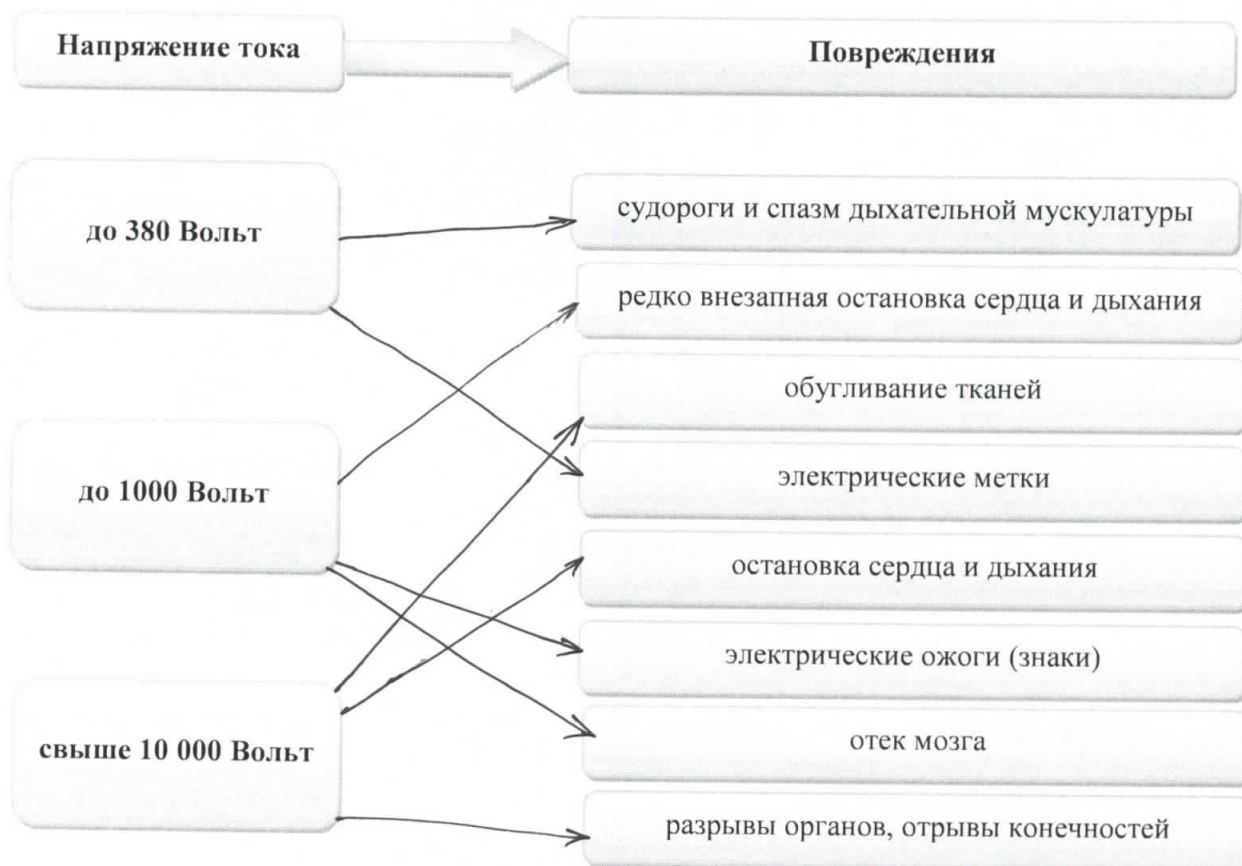 Напряжение тока
Повреждения
до 380 Вольт
до 1000 Вольт
свыше 10 000 Вольт
судороги и спазм дыхательной мускулатуры
редко внезапная остановка сердца и дыхания
обугливание тканей
электрические метки
остановка сердца и дыхания
электрические ожоги (знаки)
отек мозга
разрывы органов, отрывы конечностей